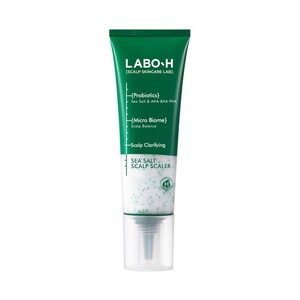 LABO-H
[SCALP SKINCARE LAB]
{Probiotics}
Sea Salt & AHA BHA PHA
{Micro Biome}
Scalp Balance
Scalp Clarifying
SEA SALT
SCALP SCALER